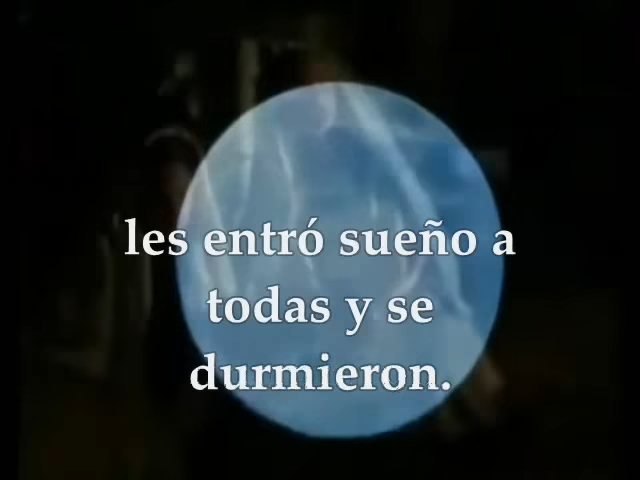 les entró sueño a
todas y se
durmieron.